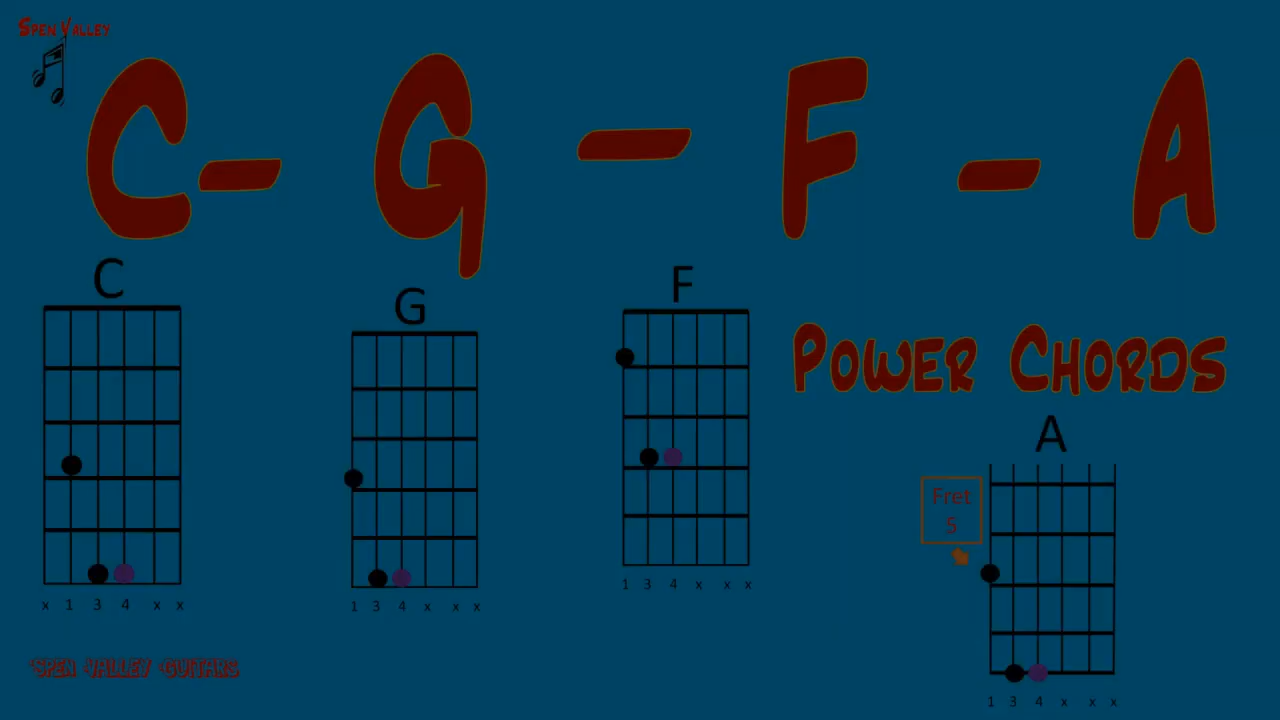 Spen Valley
C - G - F - A
C
G
F
Power Chords
A
Fret
5
x 1 3 4 x x
1 3 4 x x x
1 3 4 x x x
Spen Valley Guitars
1 3 4 x x x